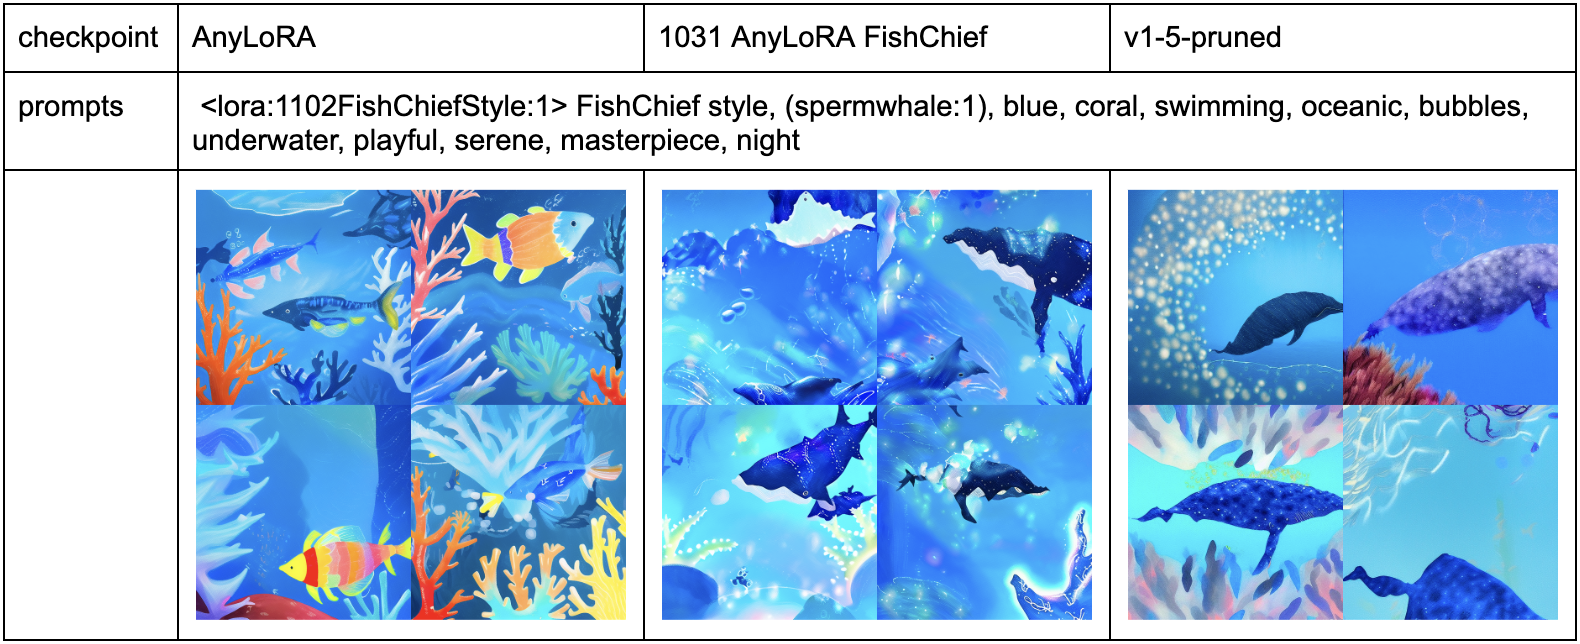 checkpoint
AnyLoRA
1031 AnyLoRA FishChief
v1-5-pruned
prompts
<lora:1102FishChiefStyle:1> FishChief style, (spermwhale:1), blue, coral, swimming, oceanic, bubbles,
underwater, playful, serene, masterpiece, night